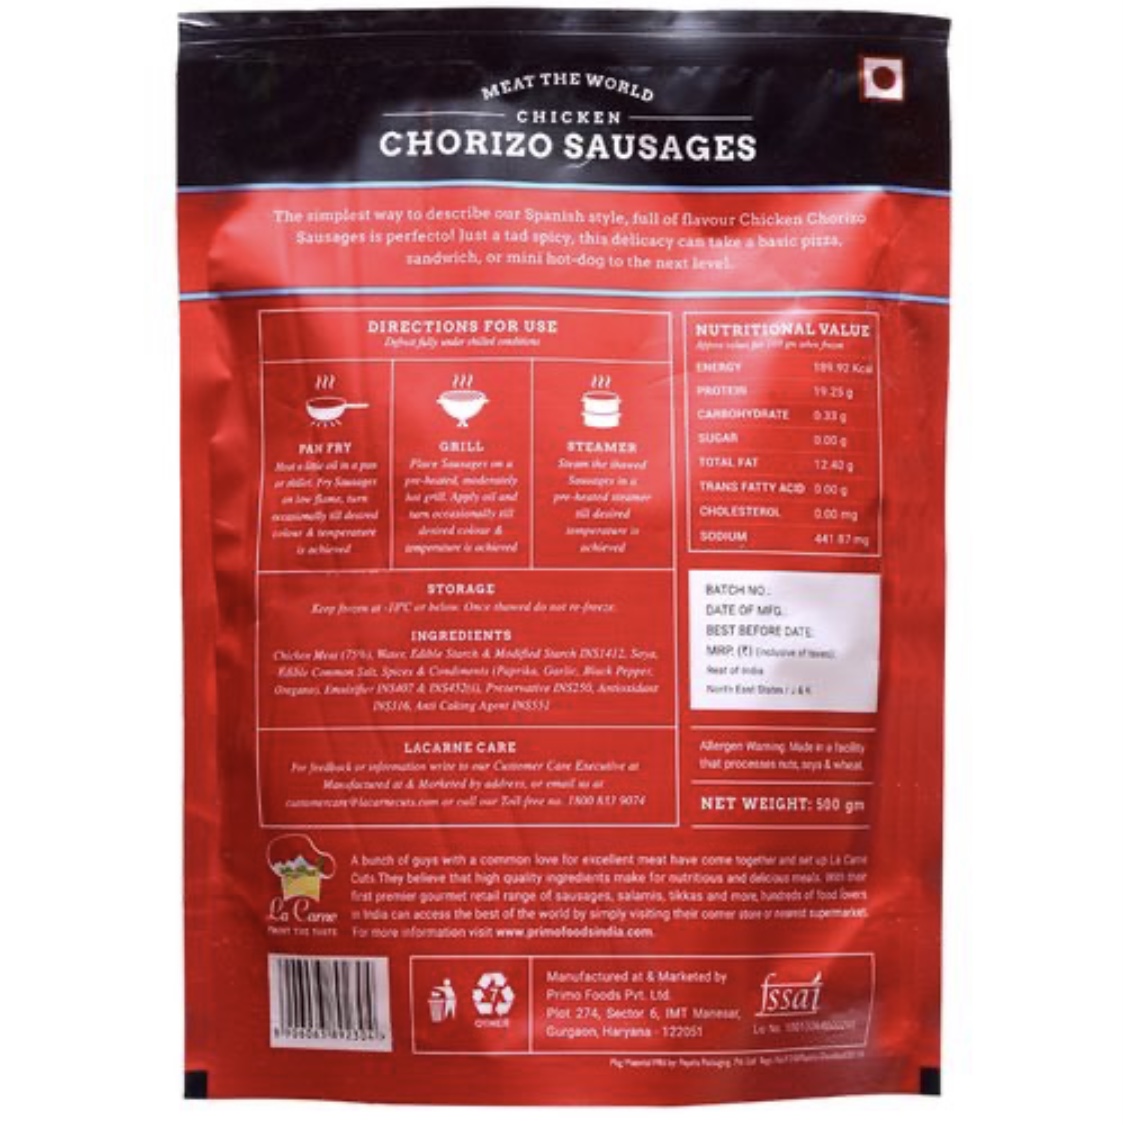 MEAT THE WORLD
CHICKEN
CHORIZO SAUSAGES
The simplest way to describe our Spanish style, full of flavour Chicken Chorizo
Sausages is perfecto! Just a tad spicy, this delicacy can take a basic pizza,
sandwich, or mini hot-dog to the next level.
DIRECTIONS FOR USE
Defrost fully under chilled conditions
PAN FRY
Heat a little oil in a pan
or skillet. Fry Sausages
on low flame, turn
occasionally till desired
colour & temperature
is achieved
GRILL
Place Sausages on a
pre-heated, moderately
hot grill. Apply oil and
turn occasionally till
desired colour &
temperature is achieved
STEAMER
Steam the thawed
Sausages in a
pre-heated steamer
till desired
temperature is
achieved
NUTRITIONAL VALUE
Approx values per 100 gm when frozen
ENERGY 189.92 Kcal
PROTEIN 19.25 g
CARBOHYDRATE 0.33 g
SUGAR 0.00 g
TOTAL FAT 12.40 g
TRANS FATTY ACID 0.00 g
CHOLESTEROL 0.00 mg
SODIUM 441.87 mg
STORAGE
Keep frozen at -18°C or below. Once thawed do not re-freeze.
INGREDIENTS
Chicken Meat (75%), Water, Edible Starch & Modified Starch INS1412, Soya,
Edible Common Salt, Spices & Condiments (Paprika, Garlic, Black Pepper,
Oregano), Emulsifier INS407 & INS452(i), Preservative INS250, Antioxidant
INS316, Anti Caking Agent INS551
BATCH NO.:
DATE OF MFG.:
BEST BEFORE DATE:
MRP: (₹) (inclusive of taxes):
Rest of India
North East States / J & K
LACARNE CARE
For feedback or information write to our Customer Care Executive at
Manufactured at & Marketed by address, or email us at
customercare@lacarnecuts.com or call our Toll free no. 1800 833 9074
Allergen Warning. Made in a facility
that processes nuts, soya & wheat.
NET WEIGHT: 500 gm
La Carne
A bunch of guys with a common love for excellent meat have come together and set up La Carne
Cuts. They believe that high quality ingredients make for nutritious and delicious meals. With their
first premier gourmet retail range of sausages, salamis, tikkas and more, hundreds of food lovers
in India can access the best of the world by simply visiting their corner store or nearest supermarket.
For more information visit www.primofoodsindia.com.
7
OTHER
Manufactured at & Marketed by
Primo Foods Pvt. Ltd.
Plot 274, Sector 6, IMT Manesar,
Gurgaon, Haryana - 122051
fssai
Lic No.